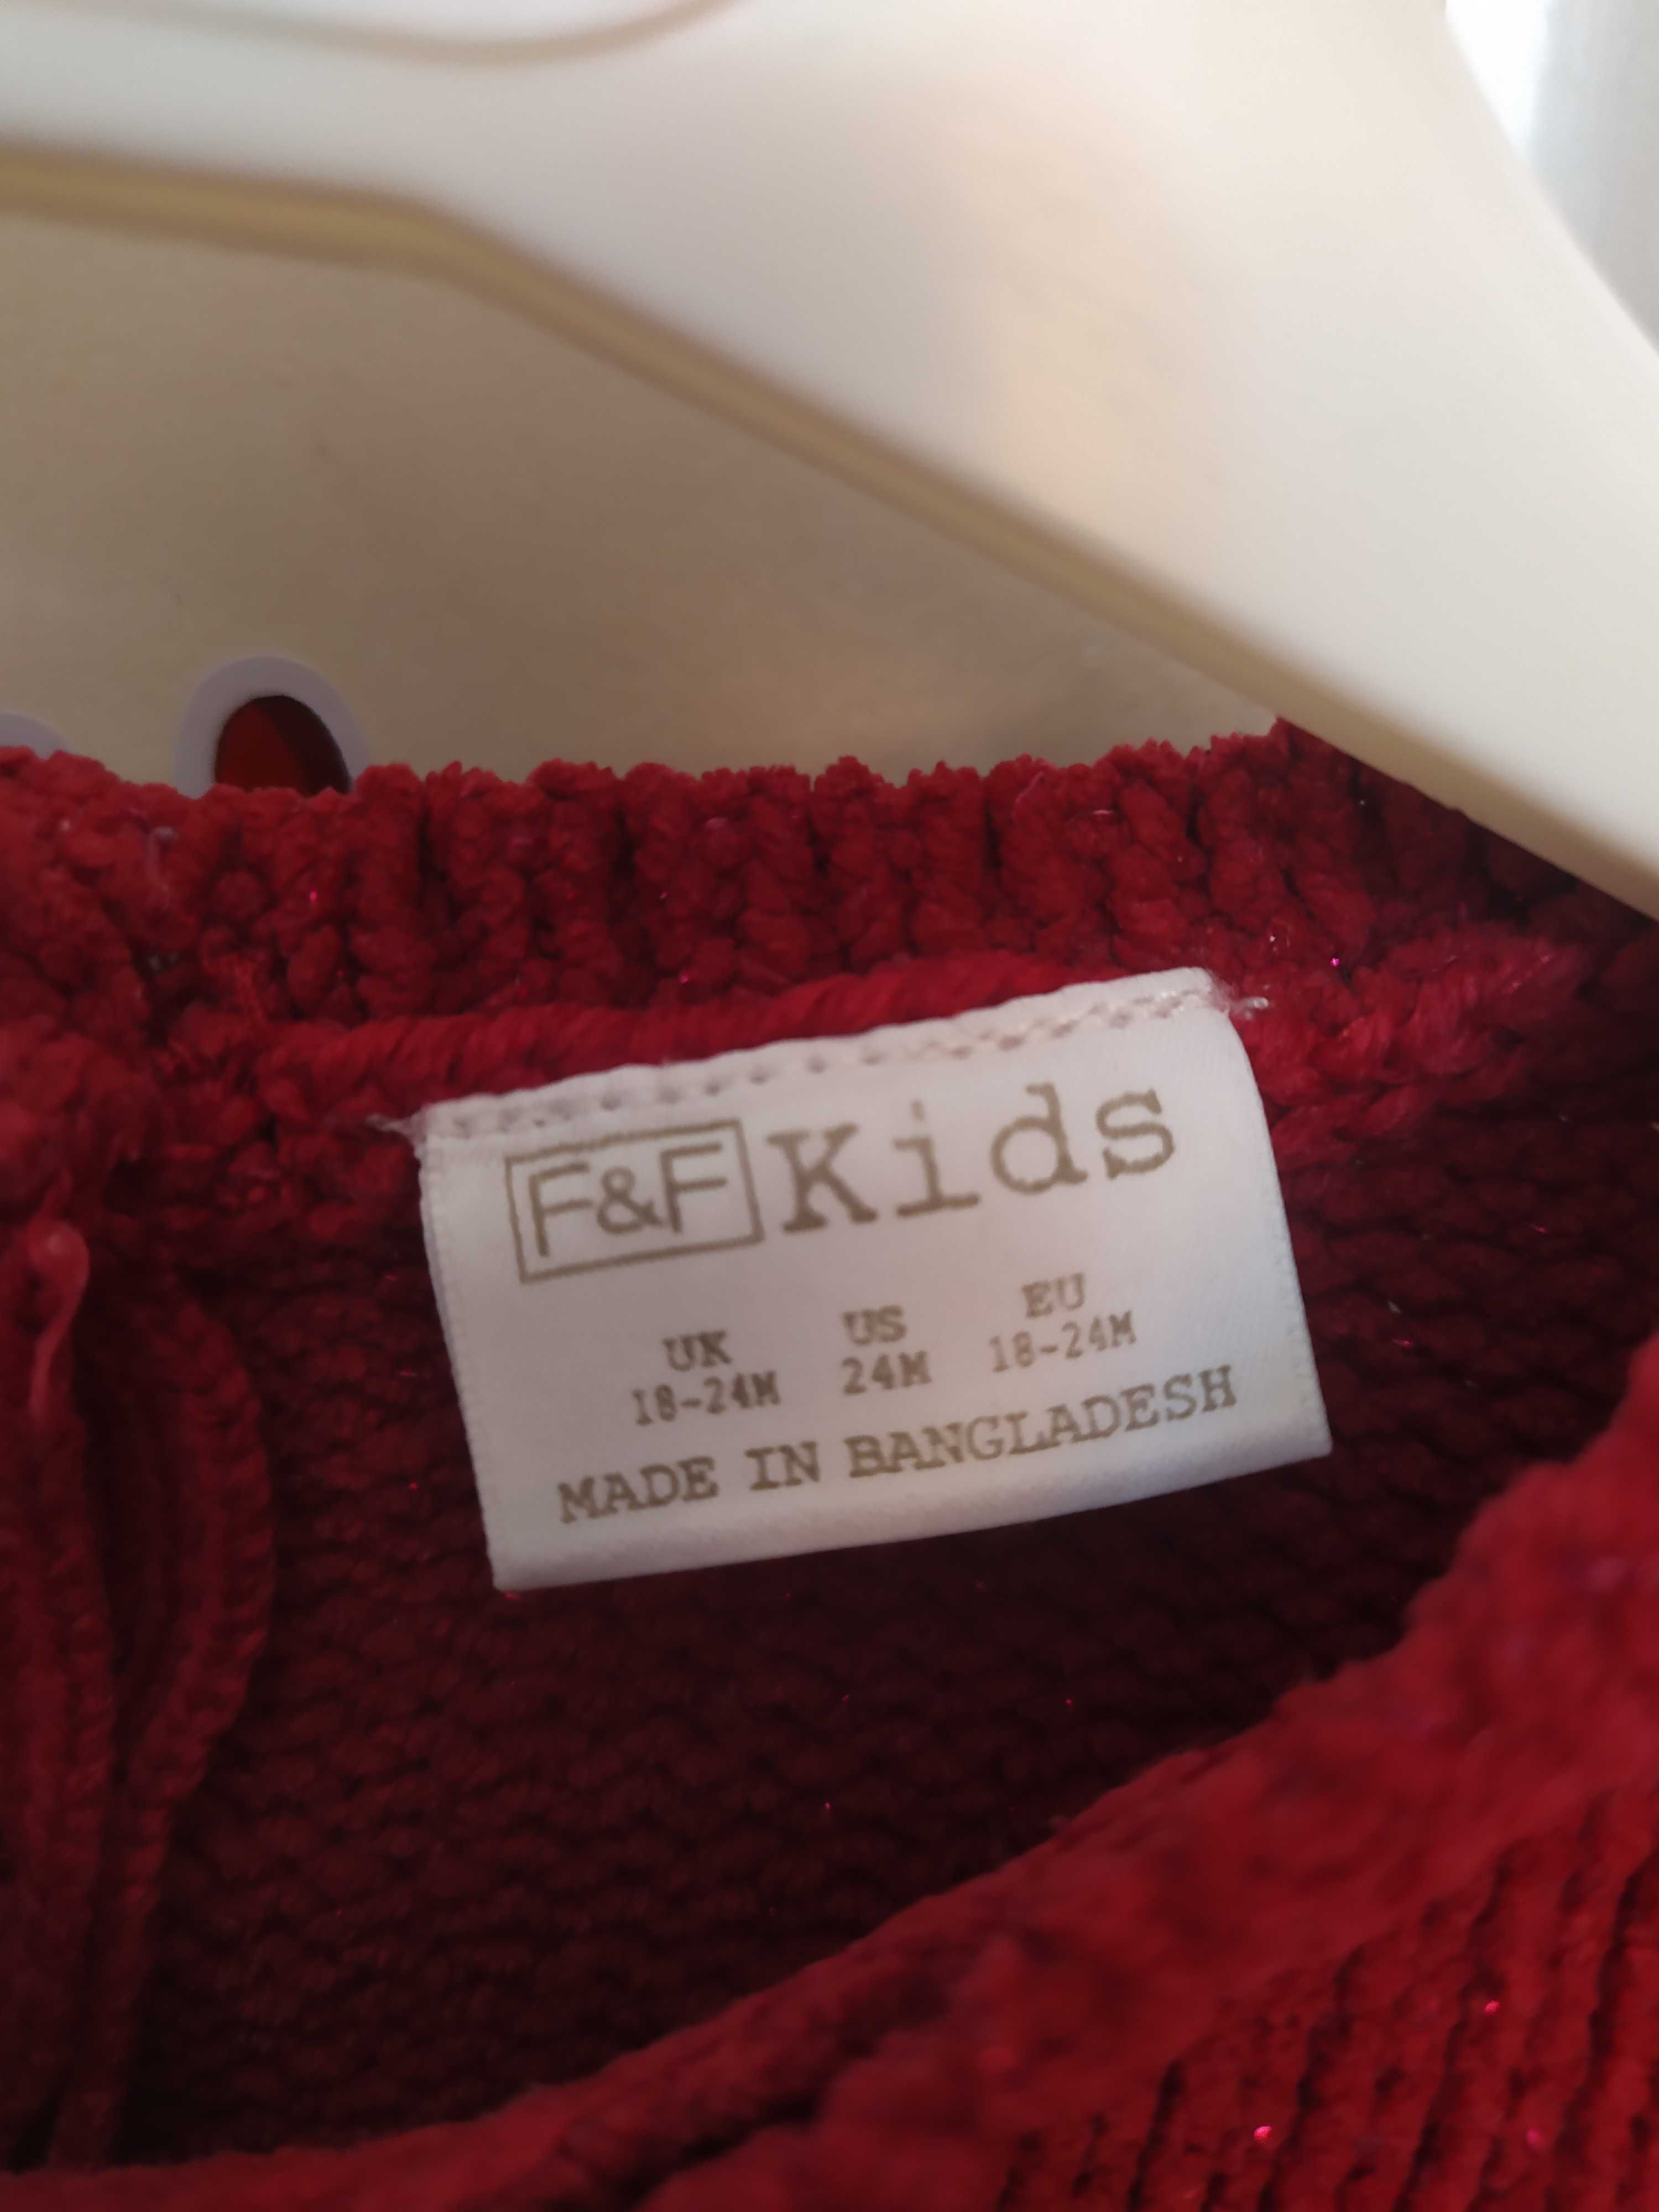 F&F Kids
UK US EU
18-24M 24M 18-24M
MADE IN BANGLADESH